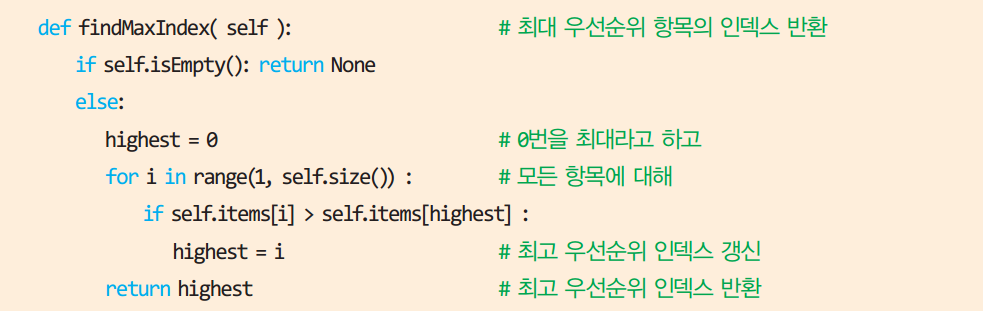 def findMaxIndex( self ): # 최대 우선순위 항목의 인덱스 반환
if self.isEmpty(): return None
else:
highest = 0 # 0번을 최대라고 하고
for i in range(1, self.size()) : # 모든 항목에 대해
if self.items[i] > self.items[highest] :
highest = i # 최고 우선순위 인덱스 갱신
return highest # 최고 우선순위 인덱스 반환